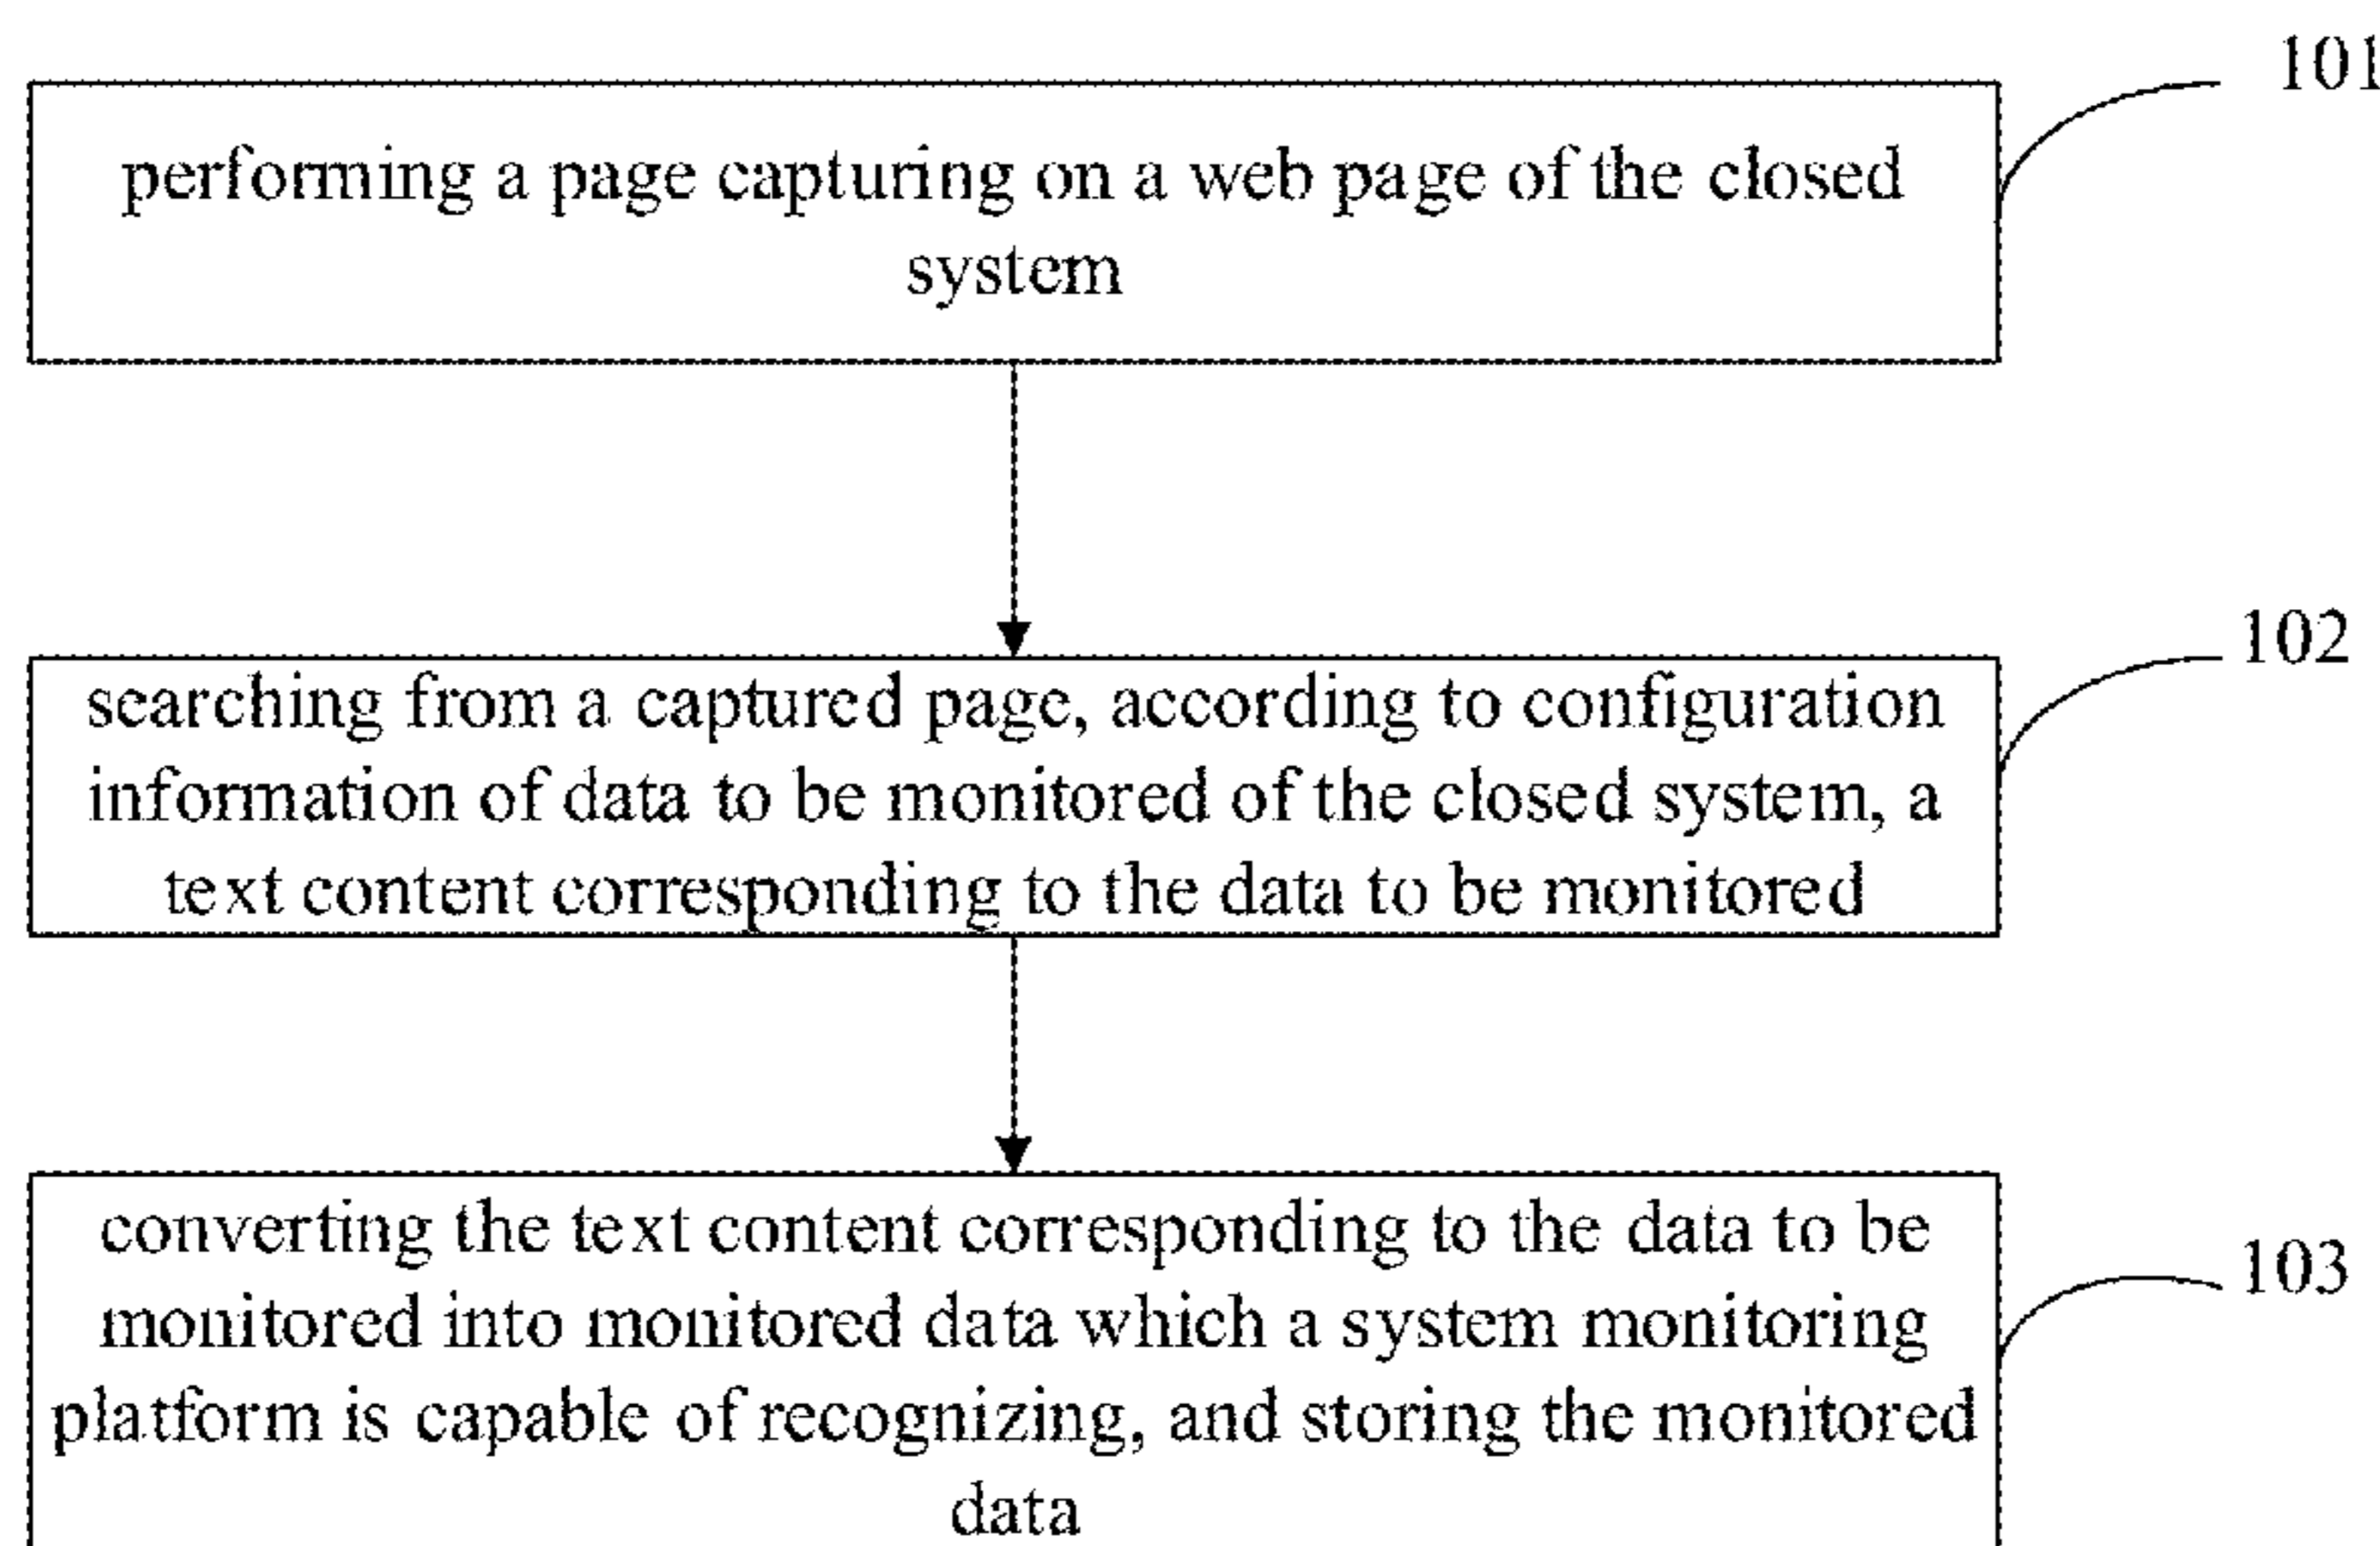 101
performing a page capturing on a web page of the closed
system
102
searching from a captured page, according to configuration
information of data to be monitored of the closed system, a
text content corresponding to the data to be monitored
103
converting the text content corresponding to the data to be
monitored into monitored data which a system monitoring
platform is capable of recognizing, and storing the monitored
data